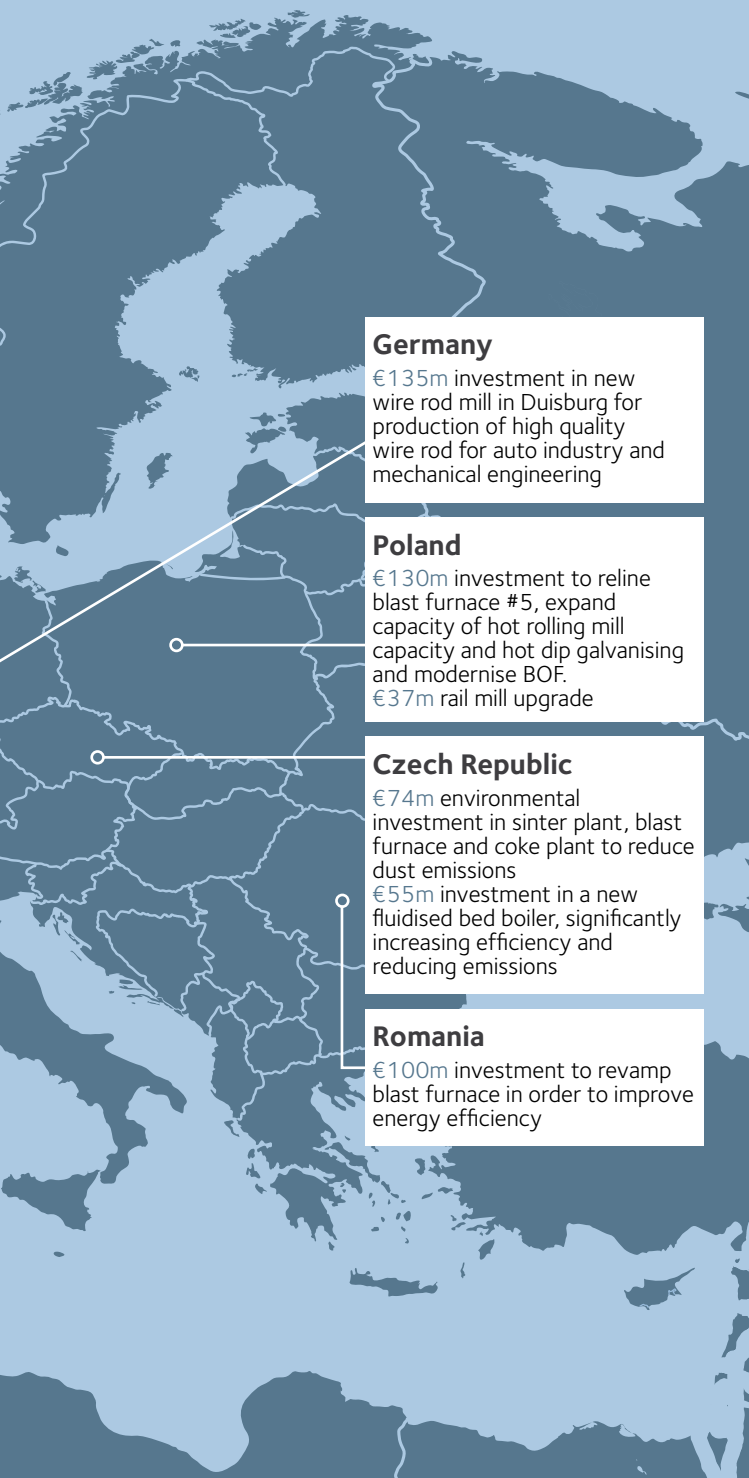 Germany
€135m investment in new
wire rod mill in Duisburg for
production of high quality
wire rod for auto industry and
mechanical engineering
Poland
€130m investment to reline
blast furnace #5, expand
capacity of hot rolling mill
capacity and hot dip galvanising
and modernise BOF.
€37m rail mill upgrade
Czech Republic
€74m environmental
investment in sinter plant, blast
furnace and coke plant to reduce
dust emissions
€55m investment in a new
fluidised bed boiler, significantly
increasing efficiency and
reducing emissions
Romania
€100m investment to revamp
blast furnace in order to improve
energy efficiency